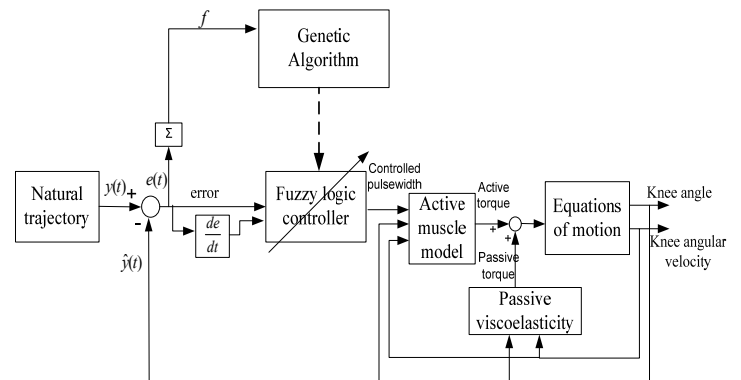 f
Genetic
Algorithm
Σ
Controlled
pulsewidth
y(t)
+
e(t)
error
Natural
trajectory
-
de
dt
Fuzzy logic
controller
Active
muscle
model
Active
torque
+
+
Passive
torque
Equations
of motion
Knee angle
Knee angular
velocity
ŷ(t)
Passive
viscoelasticity